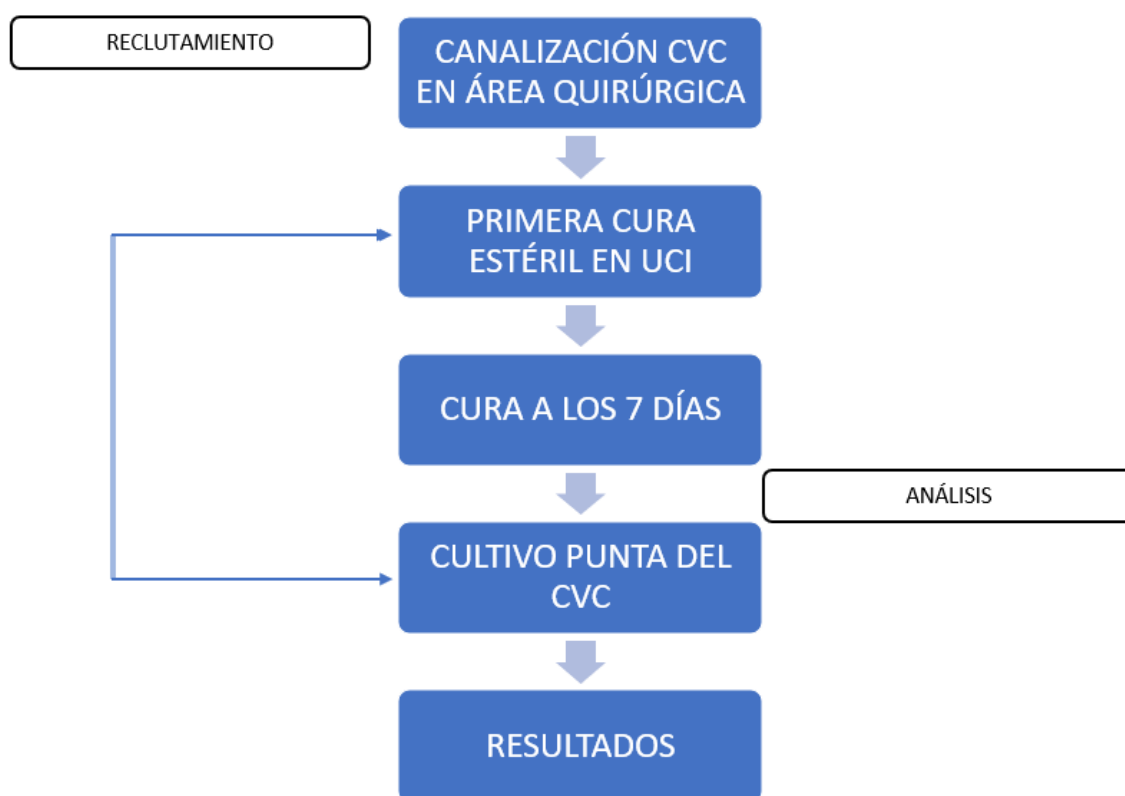 RECLUTAMIENTO
CANALIZACIÓN CVC
EN ÁREA QUIRÚRGICA
PRIMERA CURA
ESTÉRIL EN UCI
CURA A LOS 7 DÍAS
ANÁLISIS
CULTIVO PUNTA DEL
CVC
RESULTADOS